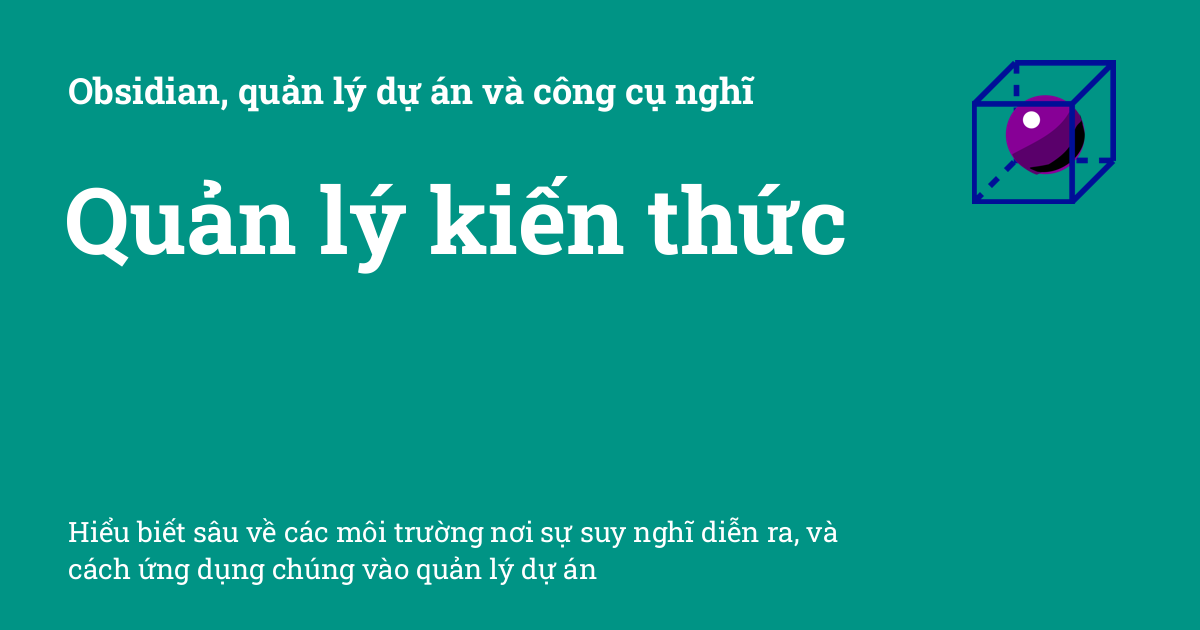 Obsidian, quản lý dự án và công cụ nghĩ
Quản lý kiến thức
Hiểu biết sâu về các môi trường nơi sự suy nghĩ diễn ra, và
cách ứng dụng chúng vào quản lý dự án